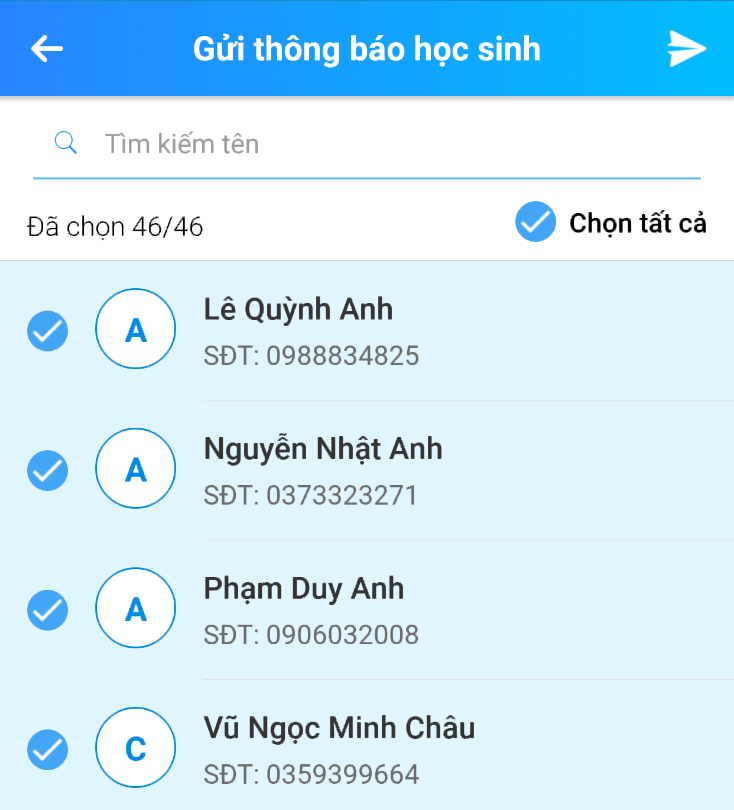 Gửi thông báo học sinh
Tìm kiếm tên
Đã chọn 46/46
Chọn tất cả
A
Lê Quỳnh Anh
SĐT: 0988834825
A
Nguyễn Nhật Anh
SĐT: 0373323271
A
Phạm Duy Anh
SĐT: 0906032008
C
Vũ Ngọc Minh Châu
SĐT: 0359399664